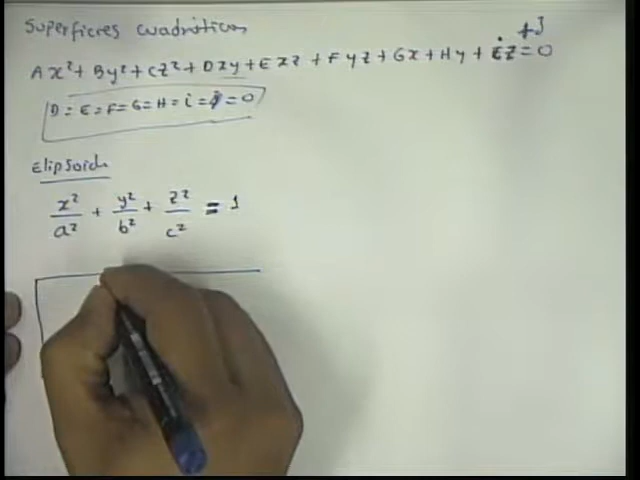 Superficies cuadráticas
Ax² + By² + Cz² + Dxy + Exz + Fyz + Gx + Hy + iz + J = 0
D = E = F = G = H = i = j = 0
Elipsoide
x²/a² + y²/b² + z²/c² = 1